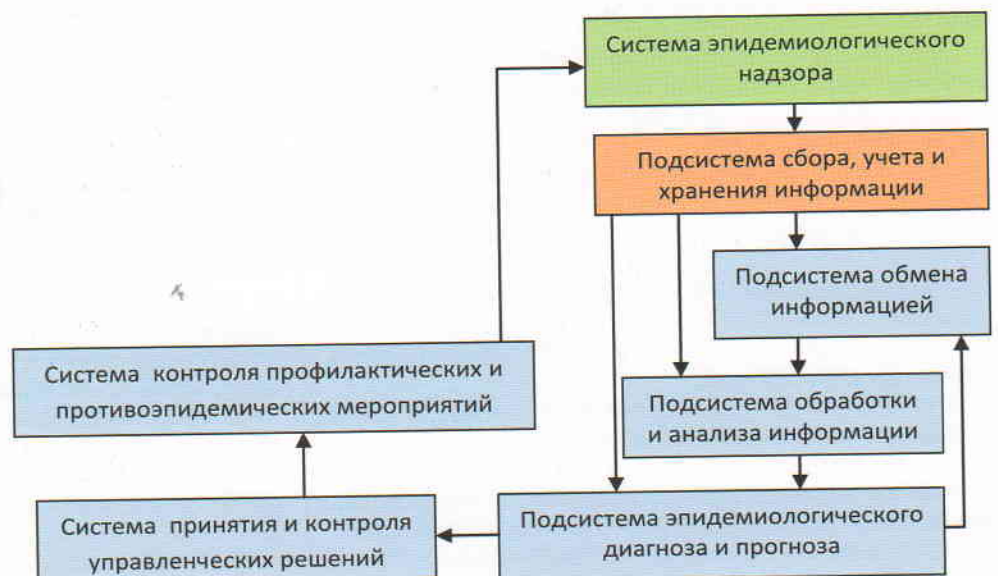 Система эпидемиологического
надзора
Подсистема сбора, учета и
хранения информации
Подсистема обмена
информацией
Система контроля профилактических и
противоэпидемических мероприятий
Подсистема обработки
и анализа информации
Система принятия и контроля
управленческих решений
Подсистема эпидемиологического
диагноза и прогноза